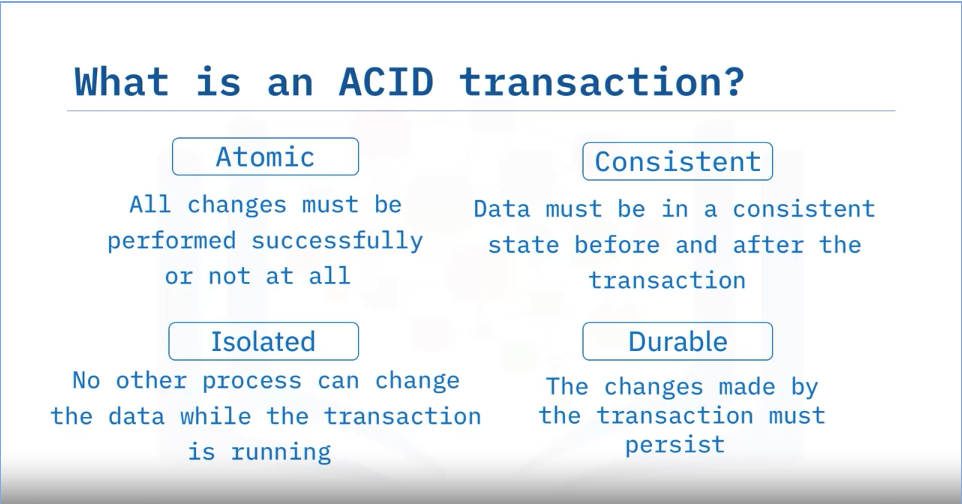 What is an ACID transaction?
Atomic
All changes must be
performed successfully
or not at all
Consistent
Data must be in a consistent
state before and after the
transaction
Isolated
No other process can change
the data while the transaction
is running
Durable
The changes made by
the transaction must
persist